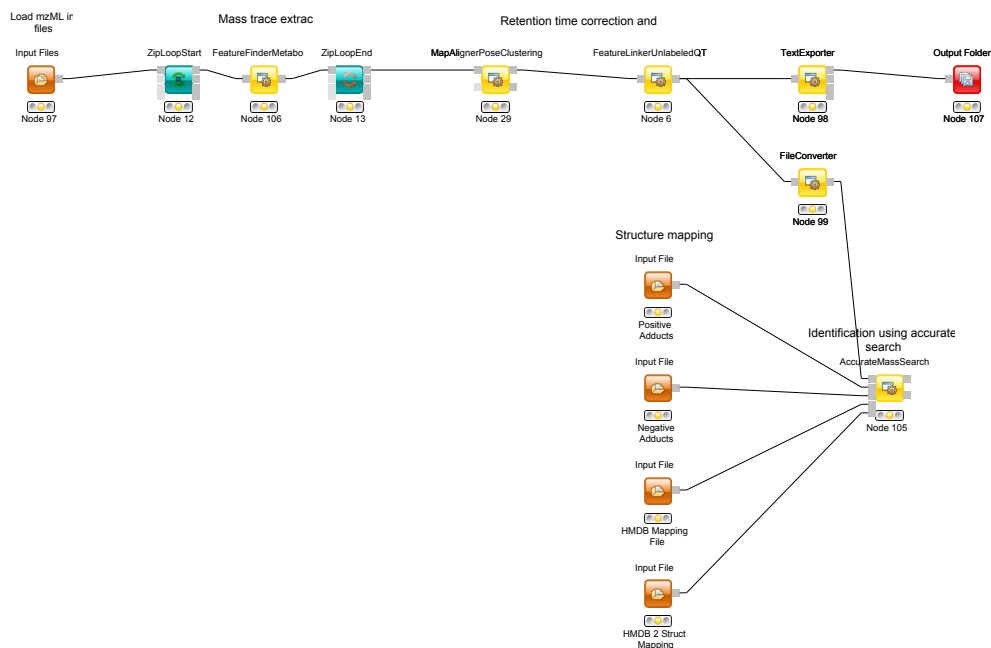 Load mzML in
files
Mass trace extrac
Retention time correction and
Input Files
ZipLoopStart
FeatureFinderMetabo
ZipLoopEnd
MapAlignerPoseClustering
FeatureLinkerUnlabeledQT
TextExporter
Output Folder
Node 97
Node 12
Node 106
Node 13
Node 29
Node 6
Node 98
Node 107
FileConverter
Node 99
Structure mapping
Input File
Positive
Adducts
Identification using accurate
search
AccurateMassSearch
Node 105
Input File
Negative
Adducts
Input File
HMDB Mapping
File
Input File
HMDB 2 Struct
Mapping